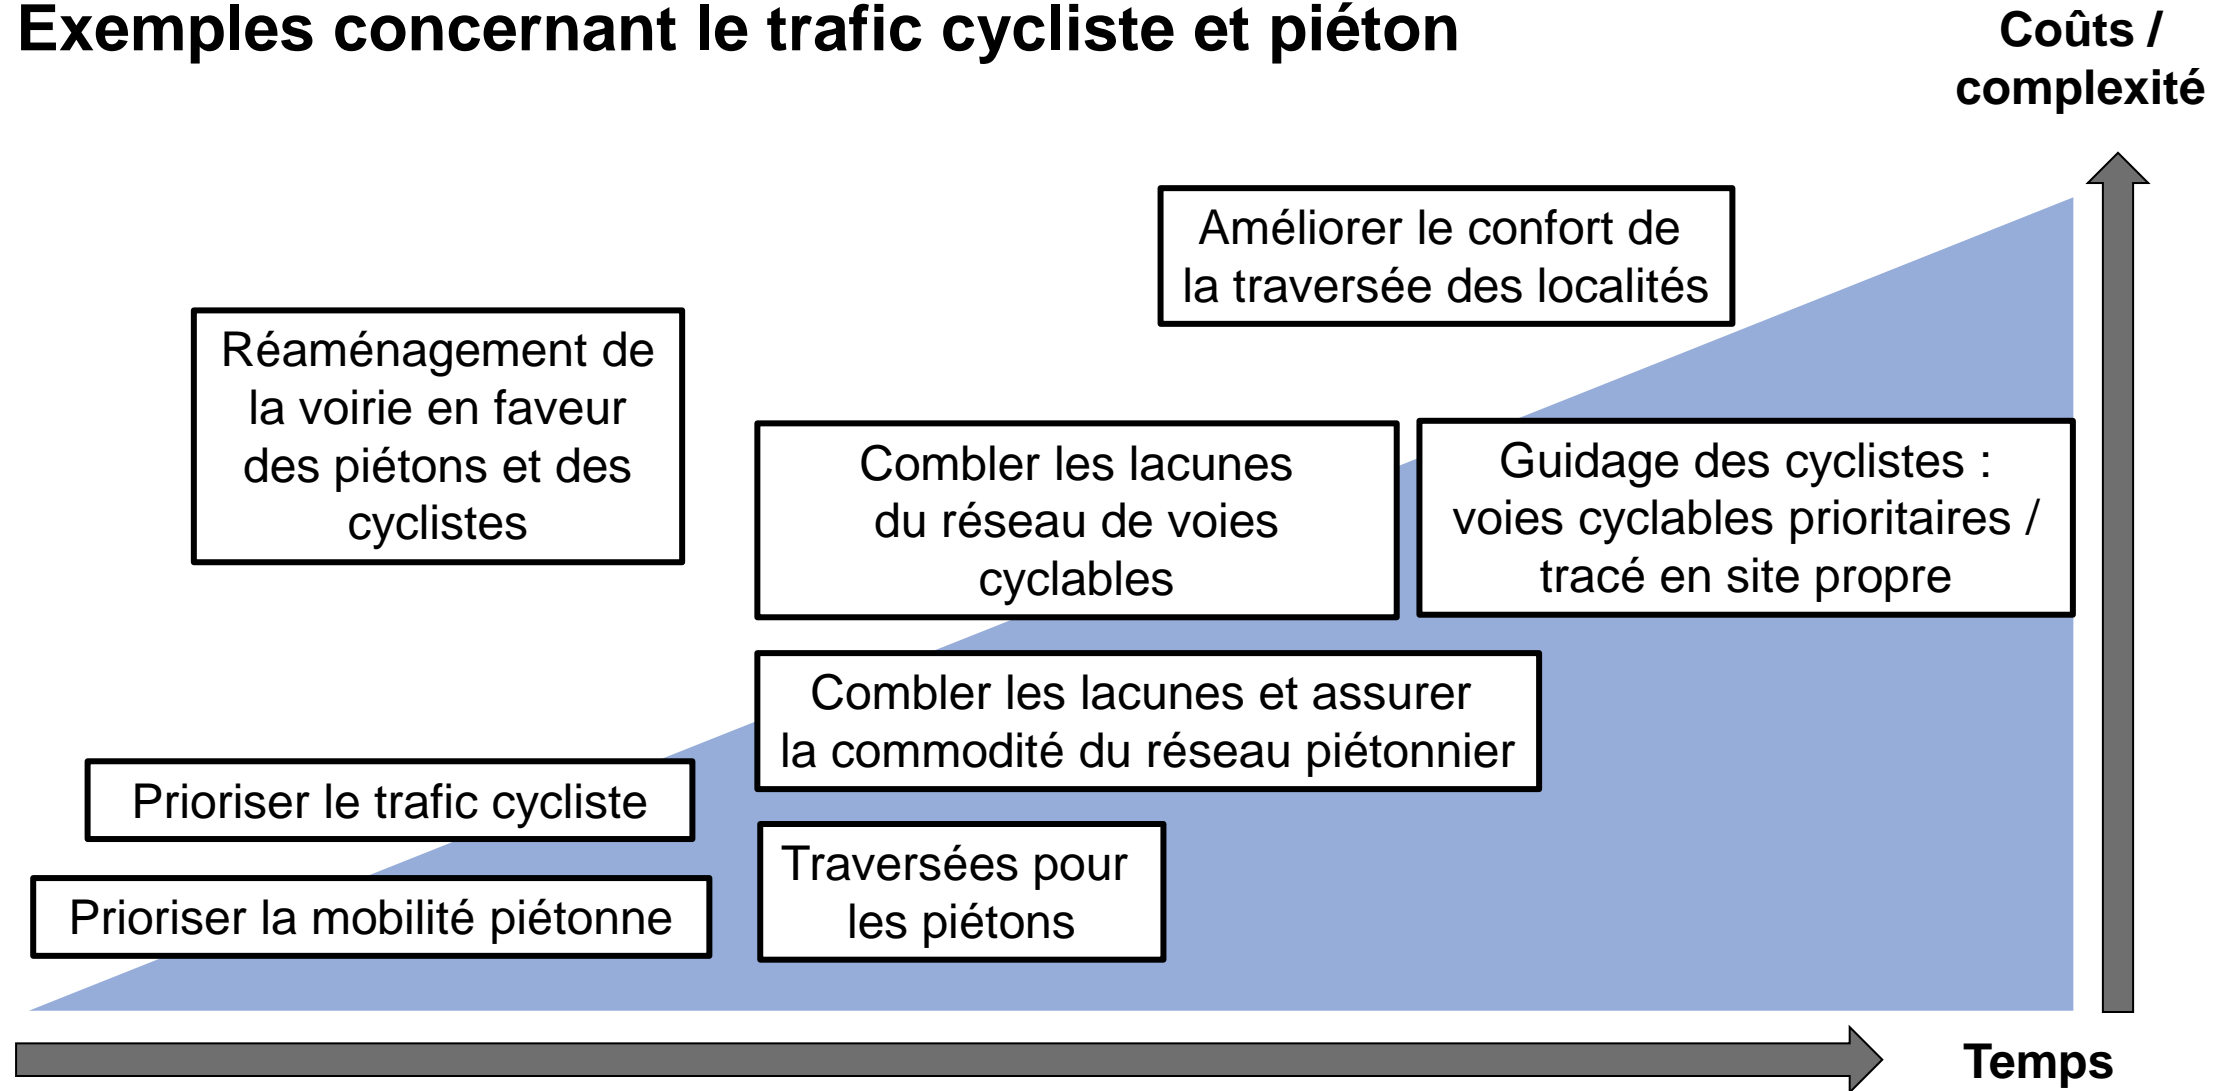 Exemples concernant le trafic cycliste et piéton
Coûts /
complexité
Améliorer le confort de
la traversée des localités
Réaménagement de
la voirie en faveur
des piétons et des
cyclistes
Combler les lacunes
du réseau de voies
cyclables
Guidage des cyclistes :
voies cyclables prioritaires /
tracé en site propre
Combler les lacunes et assurer
la commodité du réseau piétonnier
Prioriser le trafic cycliste
Traversées pour
les piétons
Prioriser la mobilité piétonne
Temps